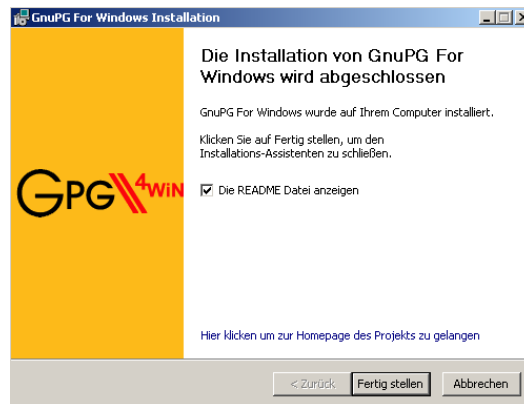 GnuPG For Windows Installation
Die Installation von GnuPG For
Windows wird abgeschlossen
GnuPG For Windows wurde auf Ihrem Computer installiert.
Klicken Sie auf Fertig stellen, um den
Installations-Assistenten zu schließen.
GPG4WiN
Die README Datei anzeigen
Hier klicken um zur Homepage des Projekts zu gelangen
< Zurück
Fertig stellen
Abbrechen